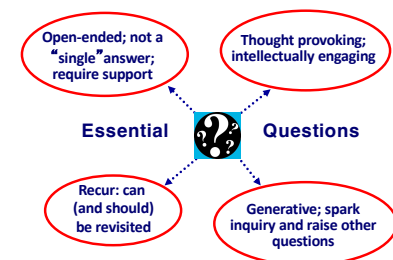 Open-ended; not a
“single”answer;
require support
Thought provoking;
intellectually engaging
Essential
? ? ? ?
Questions
Recur: can
(and should)
be revisited
Generative; spark
inquiry and raise other
questions